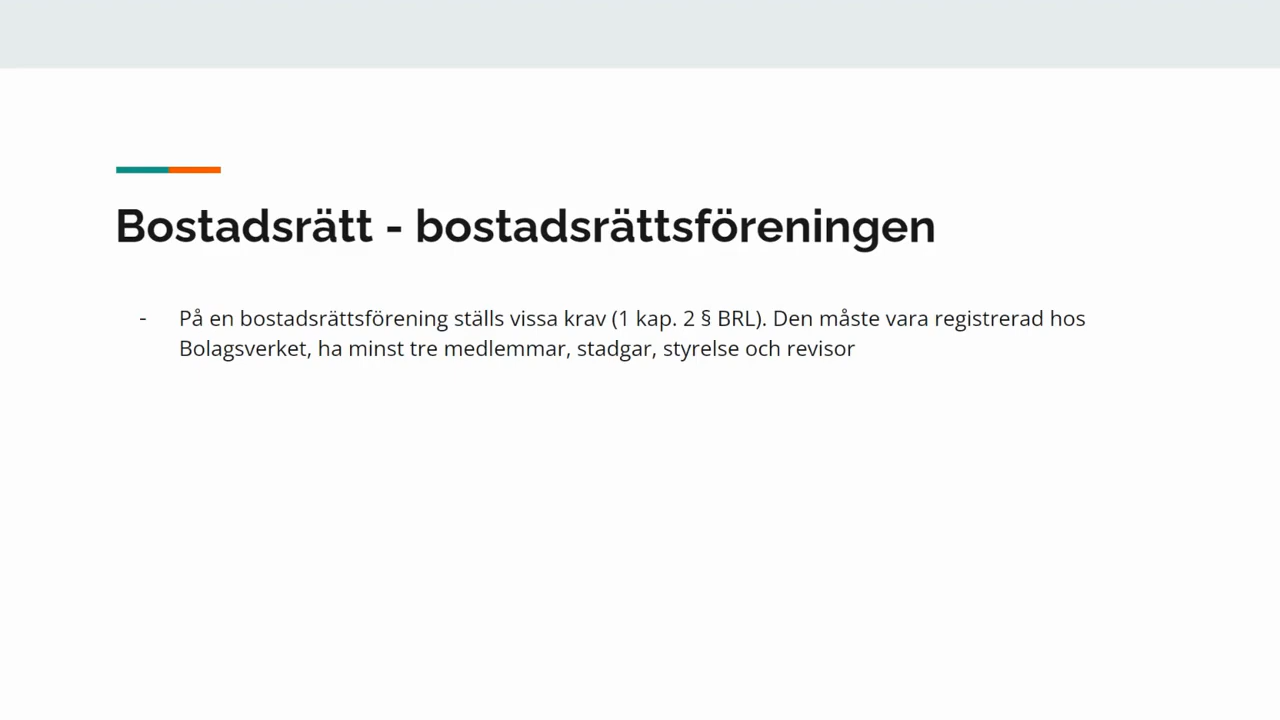 Bostadsrätt - bostadsrättsföreningen
- På en bostadsrättsförening ställs vissa krav (1 kap. 2 § BRL). Den måste vara registrerad hos
Bolagsverket, ha minst tre medlemmar, stadgar, styrelse och revisor